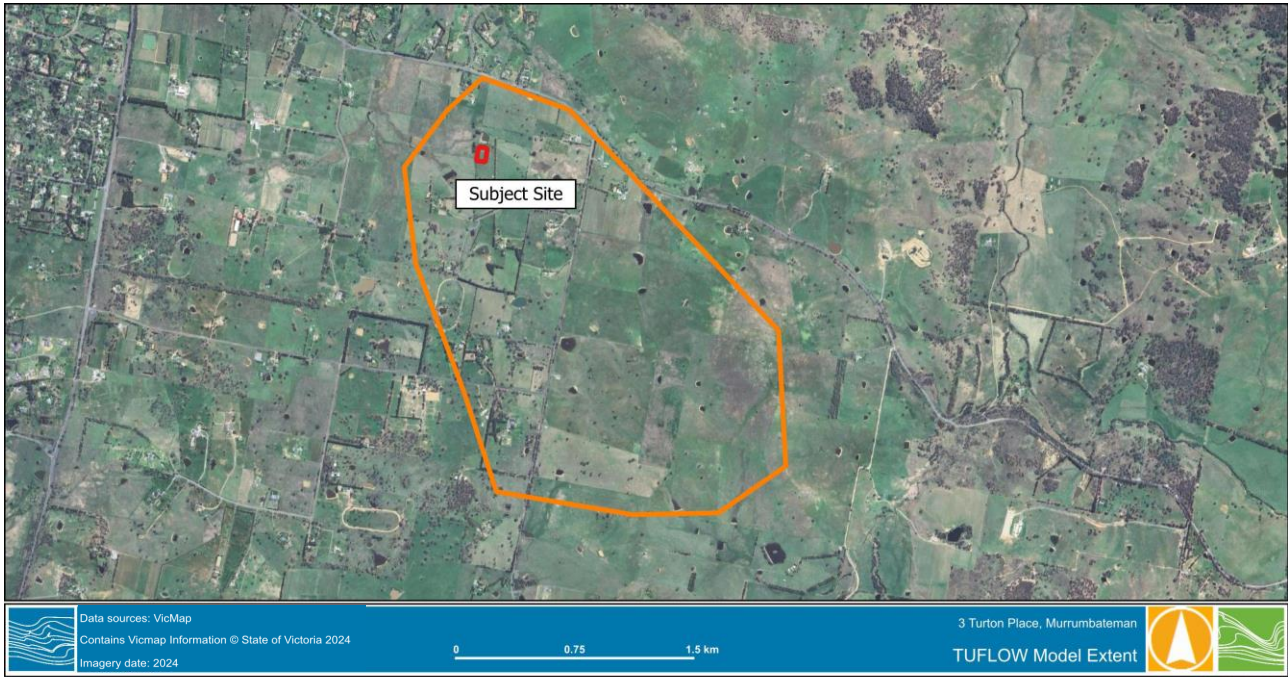 Subject Site
Data sources: VicMap
Contains Vicmap Information © State of Victoria 2024
Imagery date: 2024
0 0.75 1.5 km
3 Turton Place, Murrumbateman
TUFLOW Model Extent